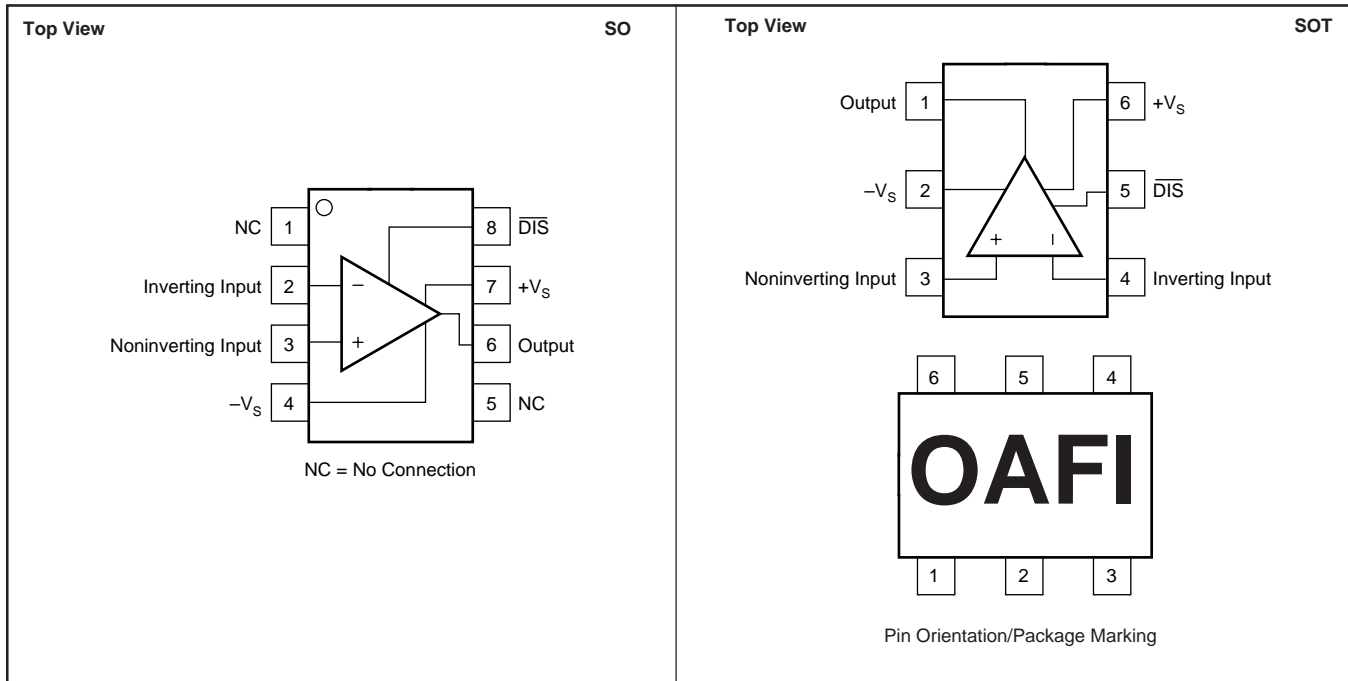 Top View SO
NC 1 8 D̅I̅S̅
Inverting Input 2 − 7 +VS
Noninverting Input 3 + 6 Output
–VS 4 5 NC
NC = No Connection
Top View SOT
Output 1 6 +VS
–VS 2 5 D̅I̅S̅
+ –
Noninverting Input 3 4 Inverting Input
6 5 4
OAFI
1 2 3
Pin Orientation/Package Marking